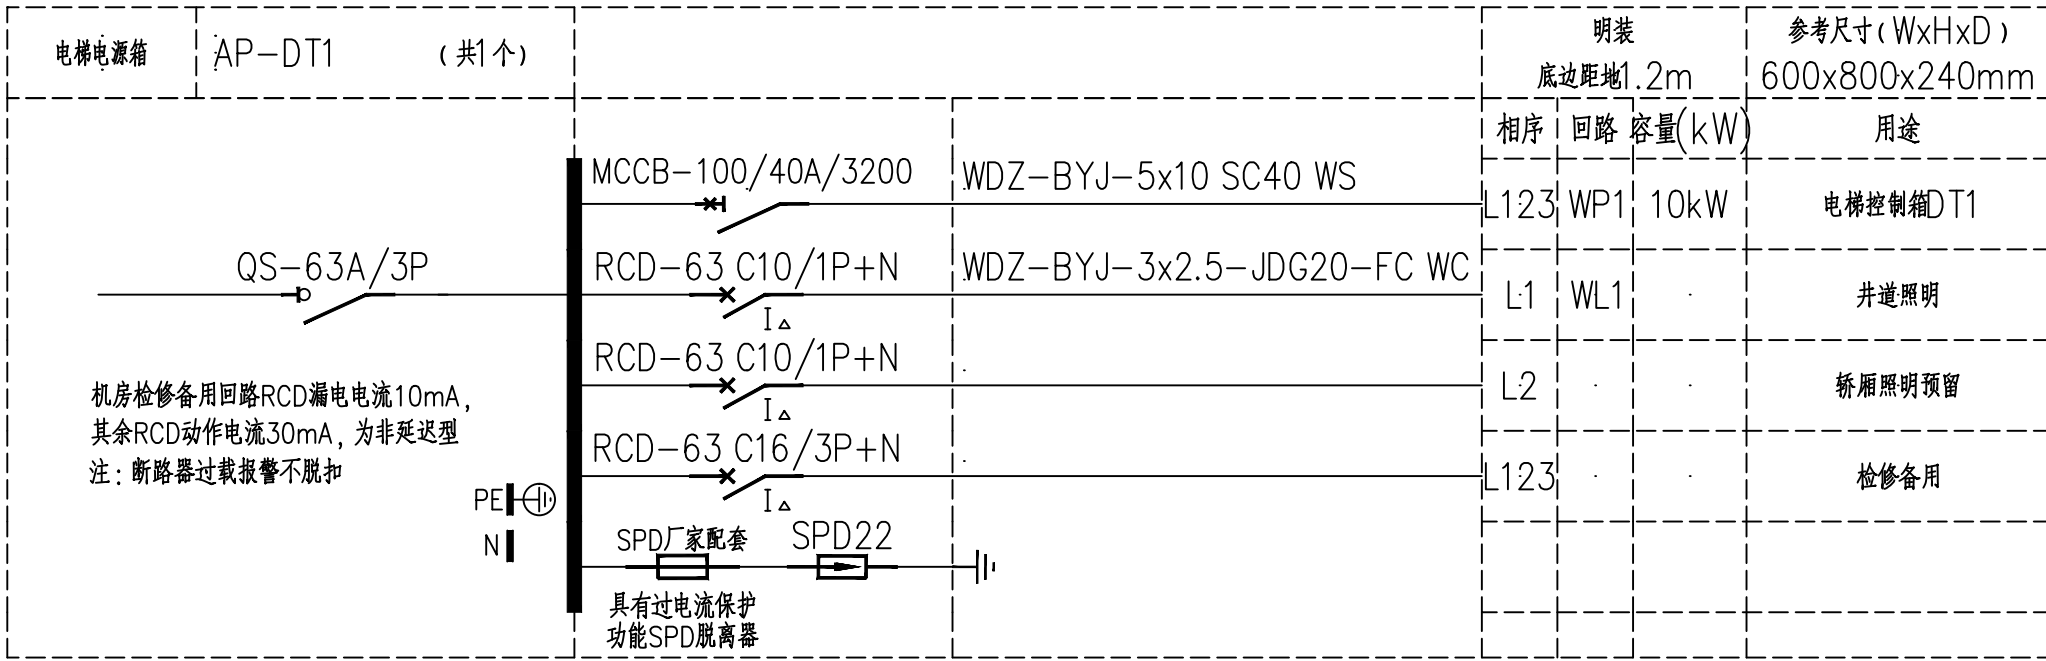 电梯电源箱
AP-DT1
(共1个)
明装
底边距地1.2m
参考尺寸(WxHxD)
600x800x240mm
相序
回路
容量(kW)
用途
MCCB-100/40A/3200
WDZ-BYJ-5x10 SC40 WS
L123
WP1
10kW
电梯控制箱DT1
QS-63A/3P
RCD-63 C10/1P+N
WDZ-BYJ-3x2.5-JDG20-FC WC
L1
WL1
井道照明
I△
RCD-63 C10/1P+N
L2
轿厢照明预留
I△
机房检修备用回路RCD漏电电流10mA,
其余RCD动作电流30mA, 为非延迟型
注: 断路器过载报警不脱扣
RCD-63 C16/3P+N
L123
检修备用
I△
PE
N
SPD厂家配套
SPD22
具有过电流保护
功能SPD脱离器